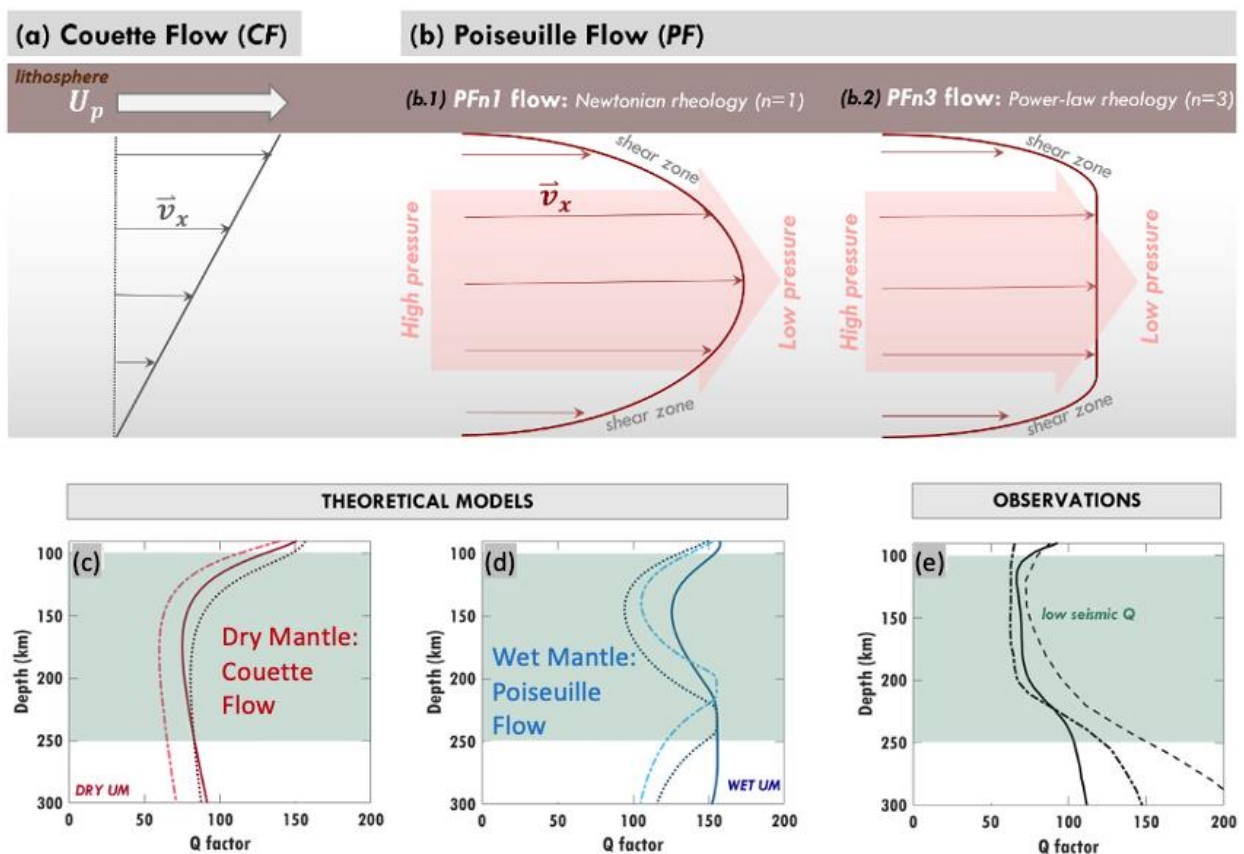 (a) Couette Flow (CF)
(b) Poiseuille Flow (PF)
lithosphere
Up
(b.1) PFn1 flow: Newtonian rheology (n=1)
(b.2) PFn3 flow: Power-law rheology (n=3)
vx
shear zone
vx
High pressure
Low pressure
shear zone
shear zone
High pressure
Low pressure
shear zone
THEORETICAL MODELS
OBSERVATIONS
(c)
Depth (km)
100
150
200
250
300
Dry Mantle:
Couette
Flow
DRY UM
0 50 100 150 200
Q factor
(d)
Depth (km)
100
150
200
250
300
Wet Mantle:
Poiseuille
Flow
WET UM
0 50 100 150 200
Q factor
(e)
Depth (km)
100
150
200
250
300
low seismic Q
0 50 100 150 200
Q factor